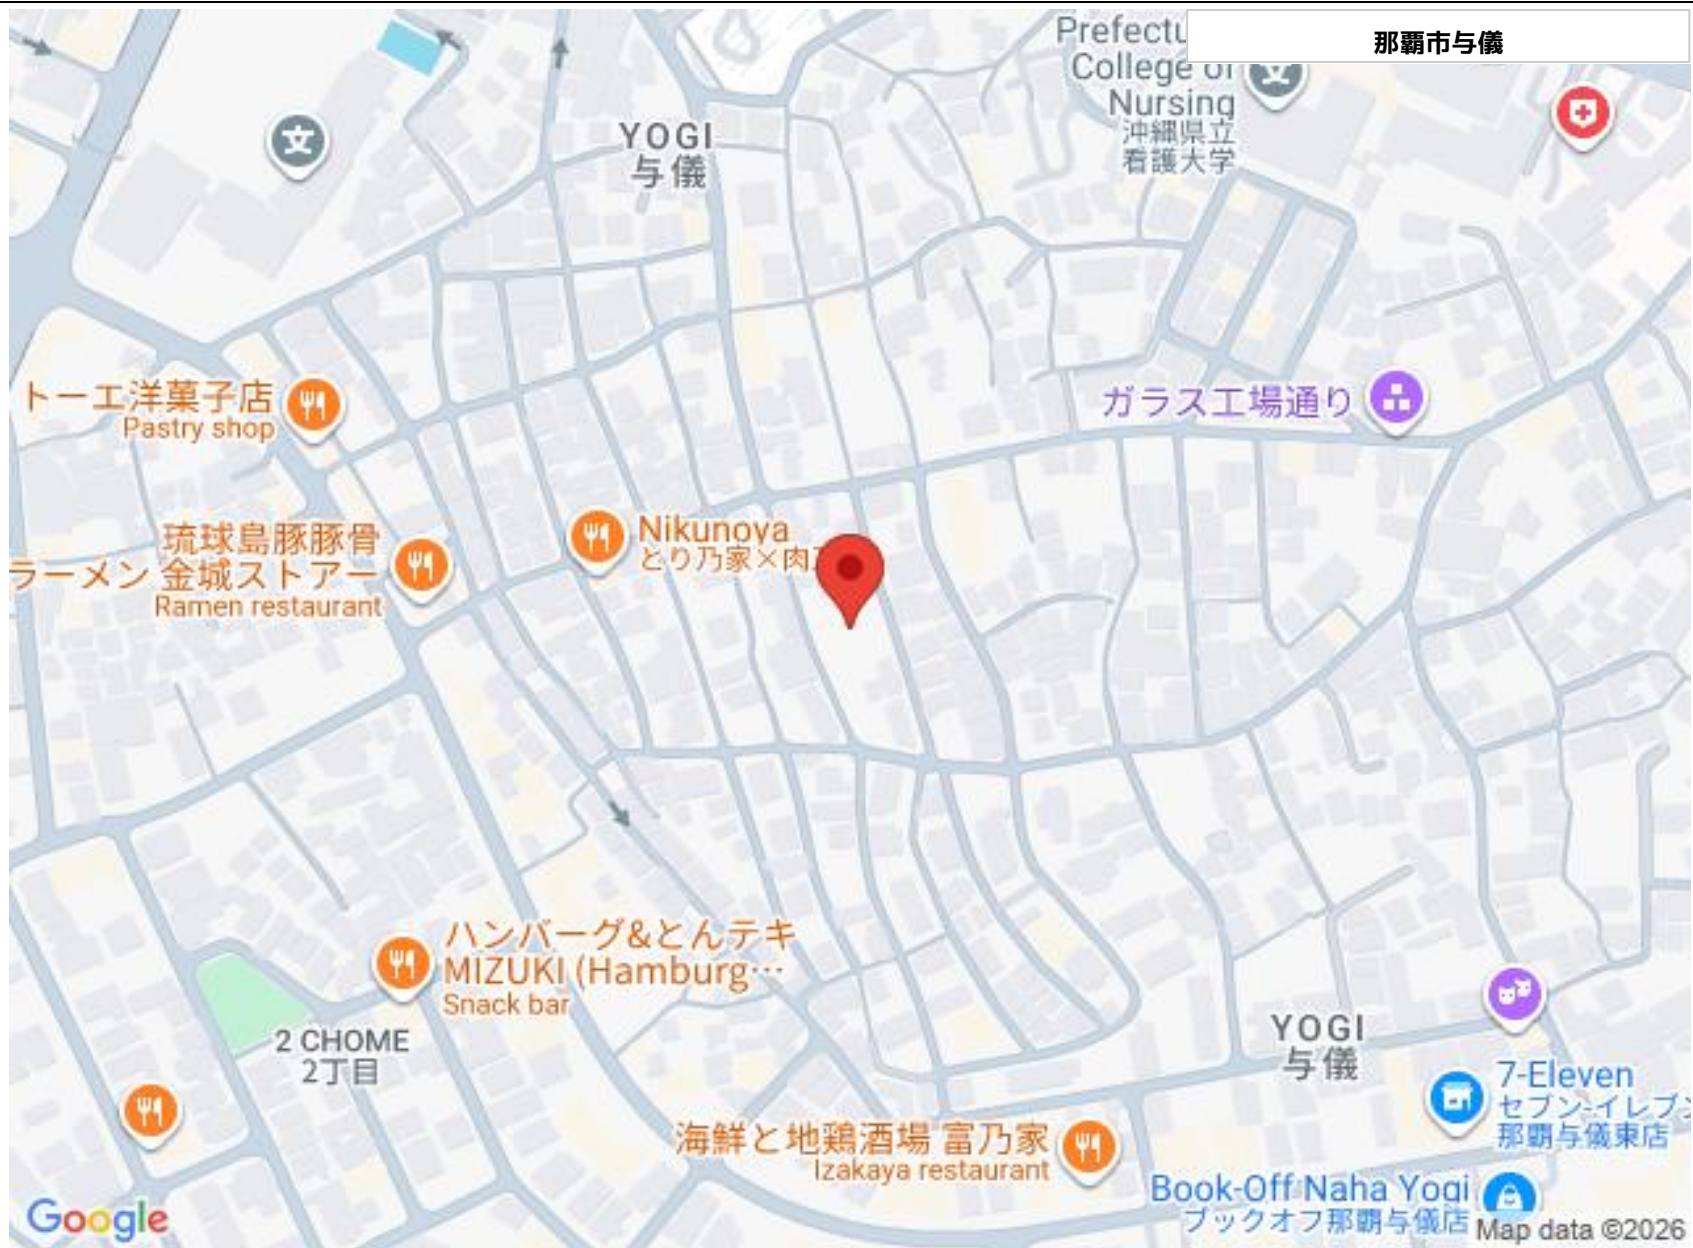 那覇市与儀
Prefectu
College of
Nursing
沖縄県立
看護大学
文
文
YOGI
与儀
トーエ洋菓子店
Pastry shop
ガラス工場通り
琉球島豚豚骨
ラーメン 金城ストアー
Ramen restaurant
Nikunoya
とり乃家×肉
ハンバーグ&とんテキ
MIZUKI (Hamburg…
Snack bar
2 CHOME
2丁目
YOGI
与儀
7-Eleven
セブン-イレブン
那覇与儀東店
海鮮と地鶏酒場 富乃家
Izakaya restaurant
Book-Off Naha Yogi
ブックオフ那覇与儀店
Google
Map data ©2026